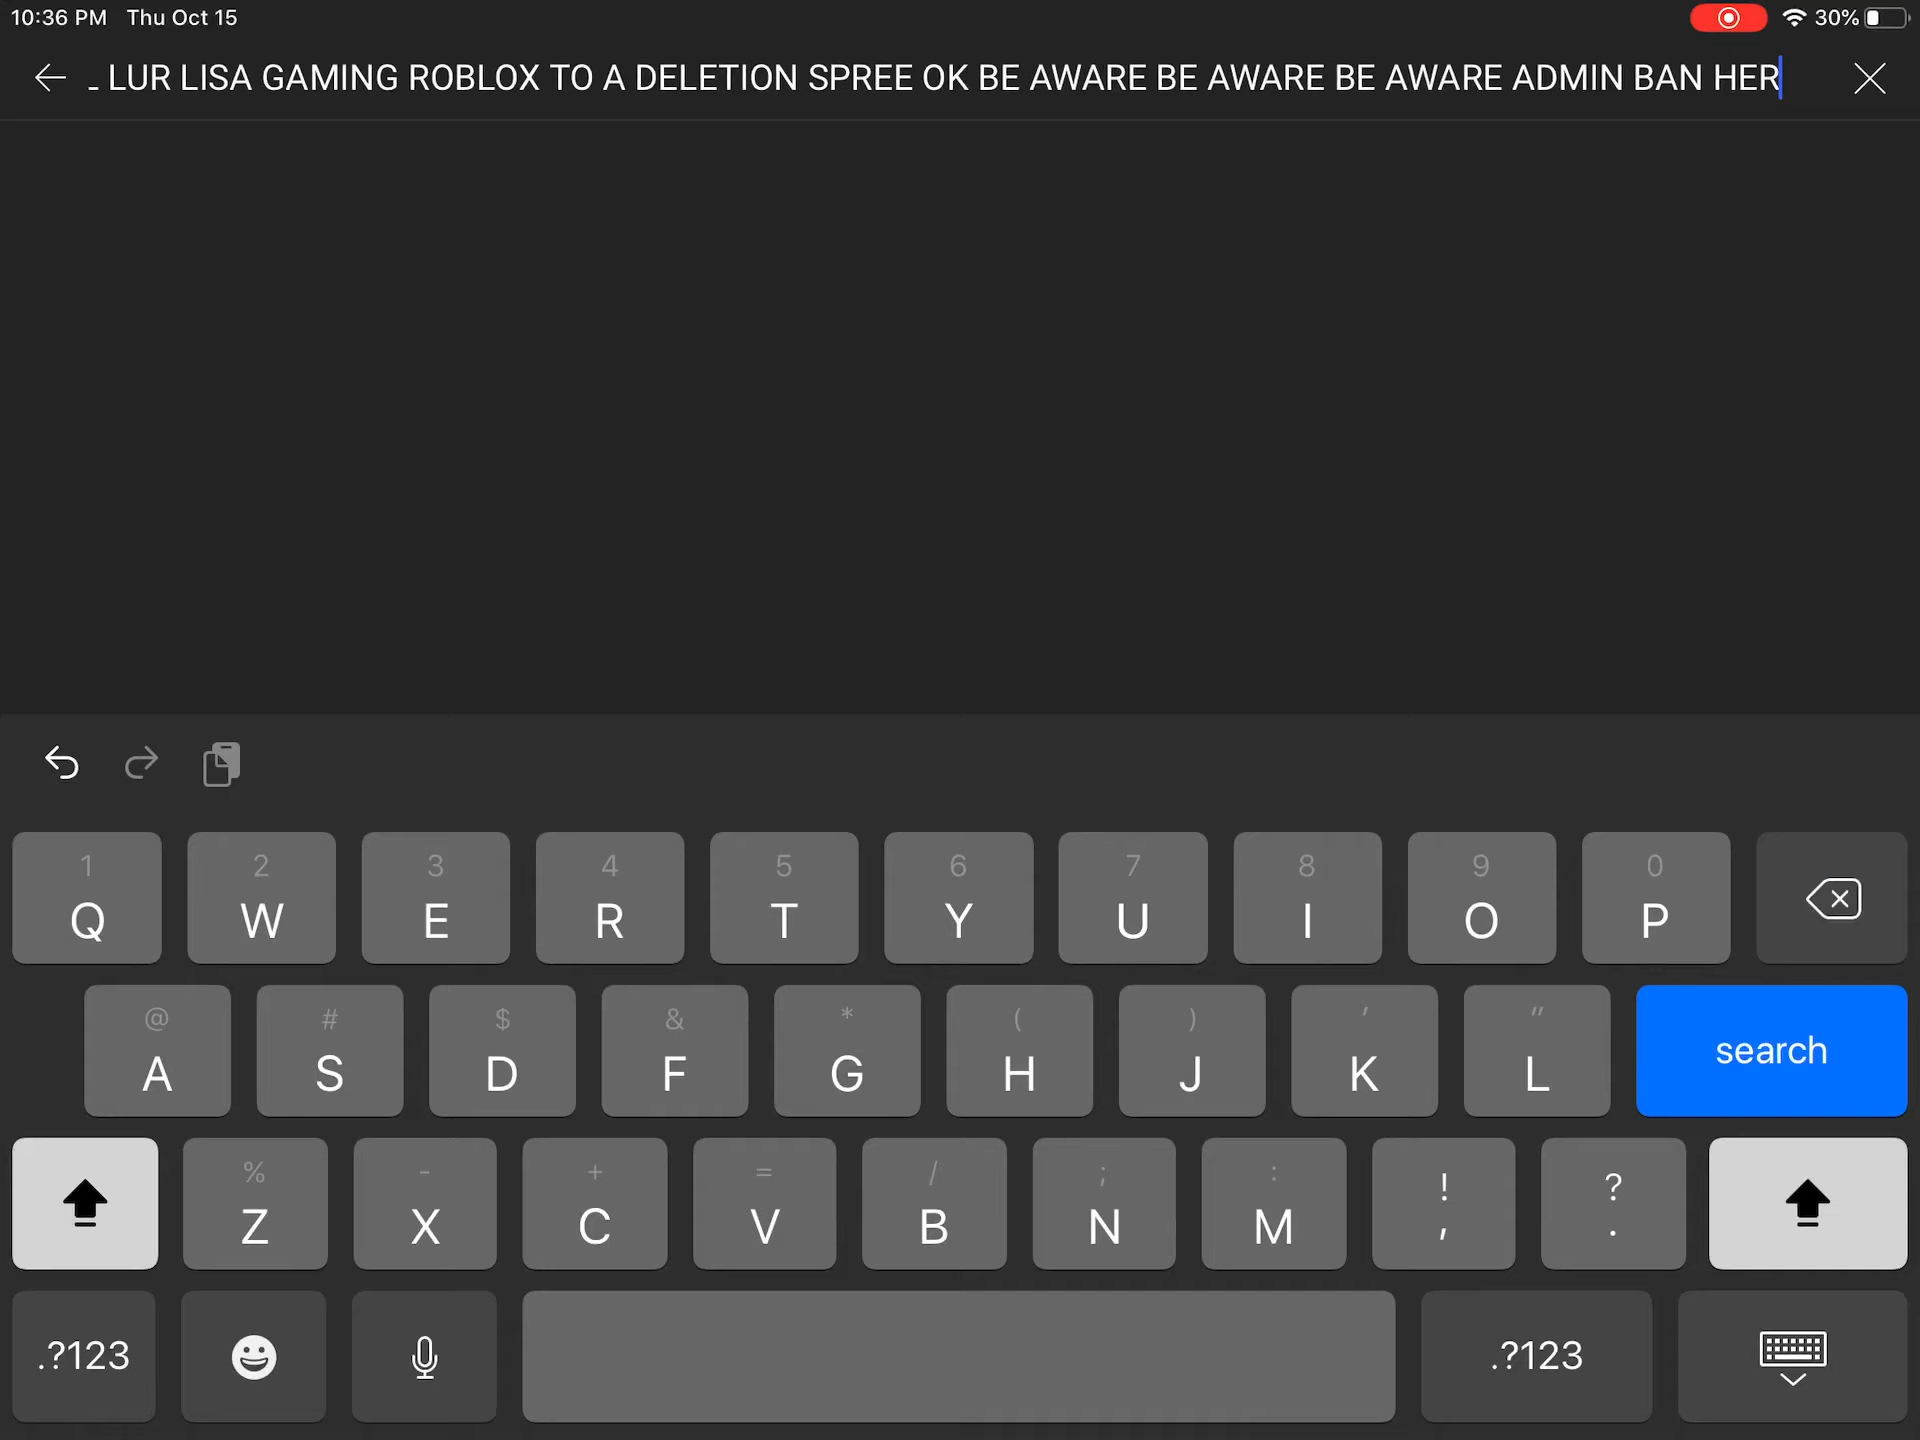 10:36 PM Thu Oct 15
30%
LUR LISA GAMING ROBLOX TO A DELETION SPREE OK BE AWARE BE AWARE BE AWARE ADMIN BAN HER
1 2 3 4 5 6 7 8 9 0
Q W E R T Y U I O P
@ # $ & * ( ) ' "
A S D F G H J K L search
% - + = / ; : ! ?
Z X C V B N M , .
.?123 .?123